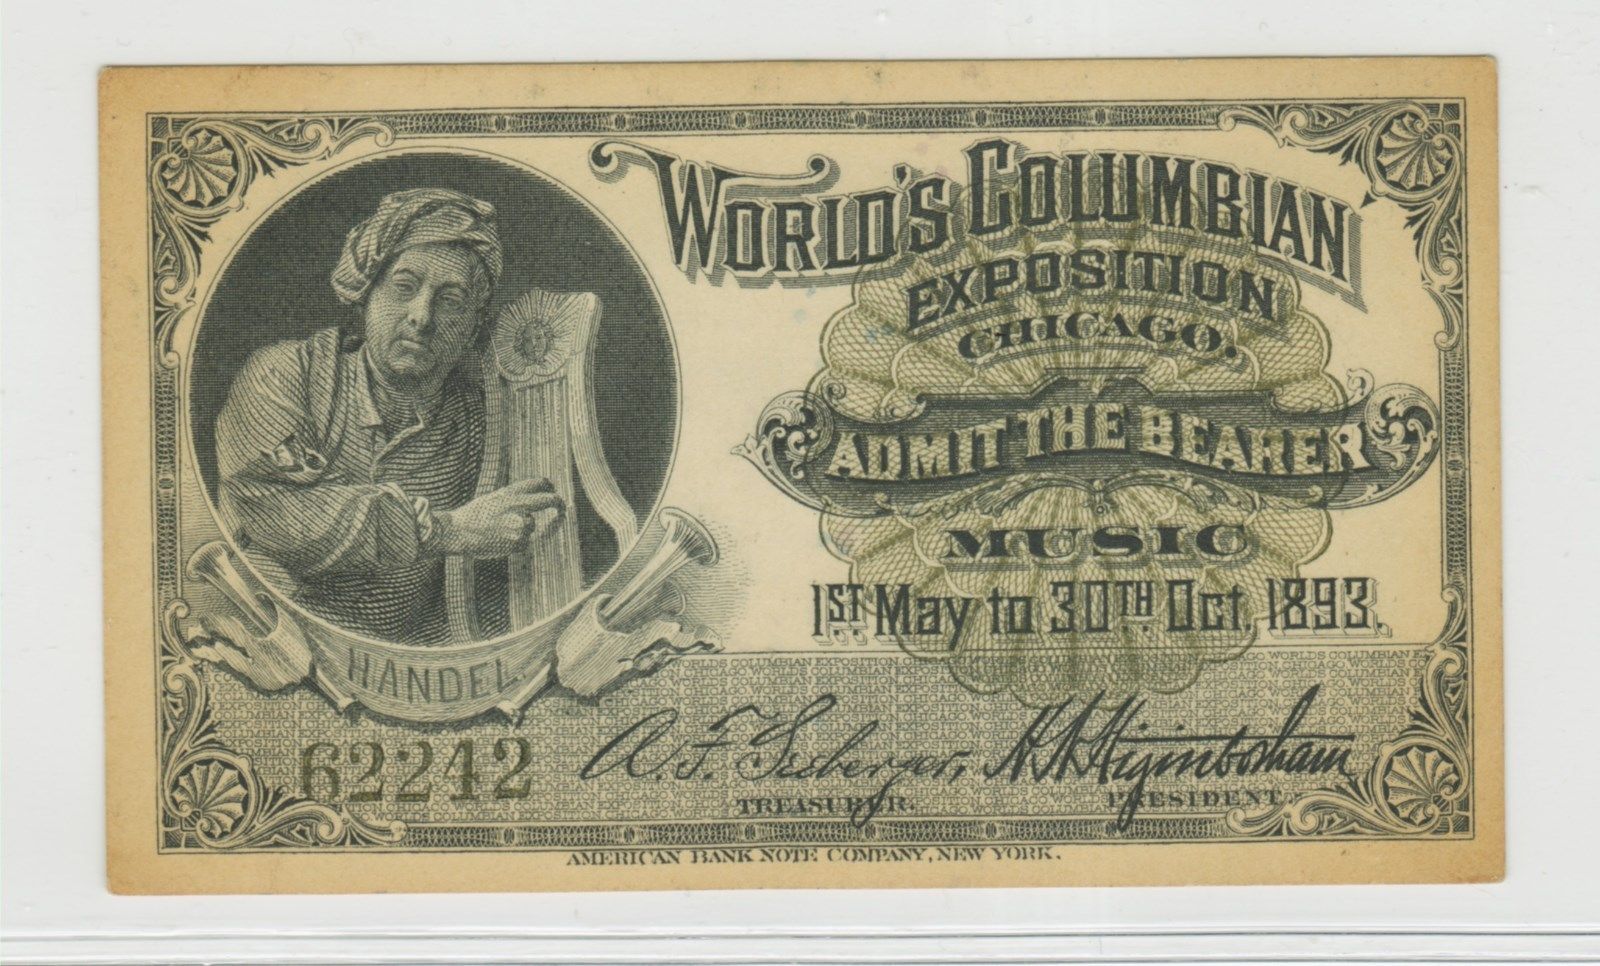 WORLD'S COLUMBIAN
EXPOSITION
CHICAGO.
ADMIT THE BEARER
MUSIC
1ST. May to 30TH. Oct. 1893.
HANDEL.
62242
A. F. Seeberger,
TREASURER.
H. N. Higinbotham
PRESIDENT.
AMERICAN BANK NOTE COMPANY, NEW YORK.